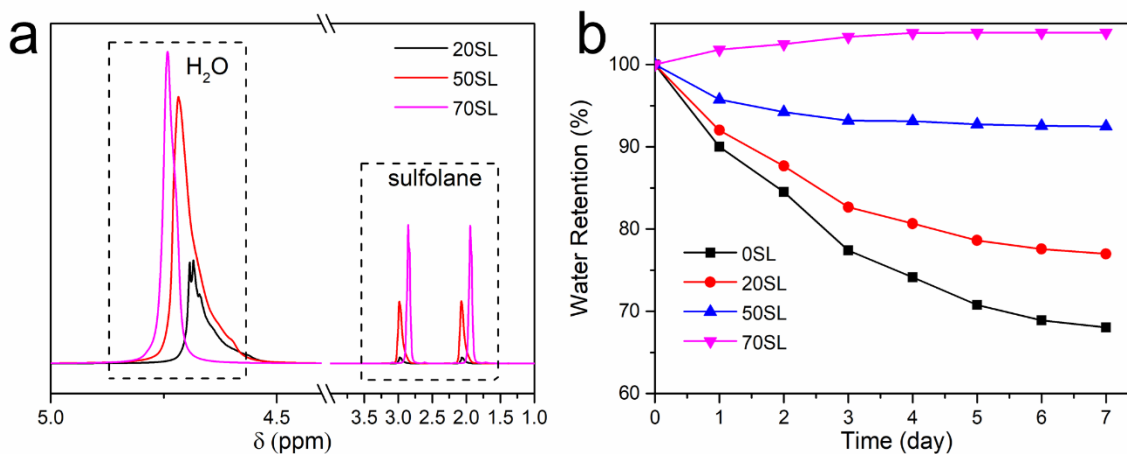 a
H₂O
20SL
50SL
70SL
sulfolane
5.0 4.5 3.5 3.0 2.5 2.0 1.5 1.0
δ (ppm)
b
Water Retention (%)
100
90
80
70
60
0SL
20SL
50SL
70SL
0 1 2 3 4 5 6 7
Time (day)